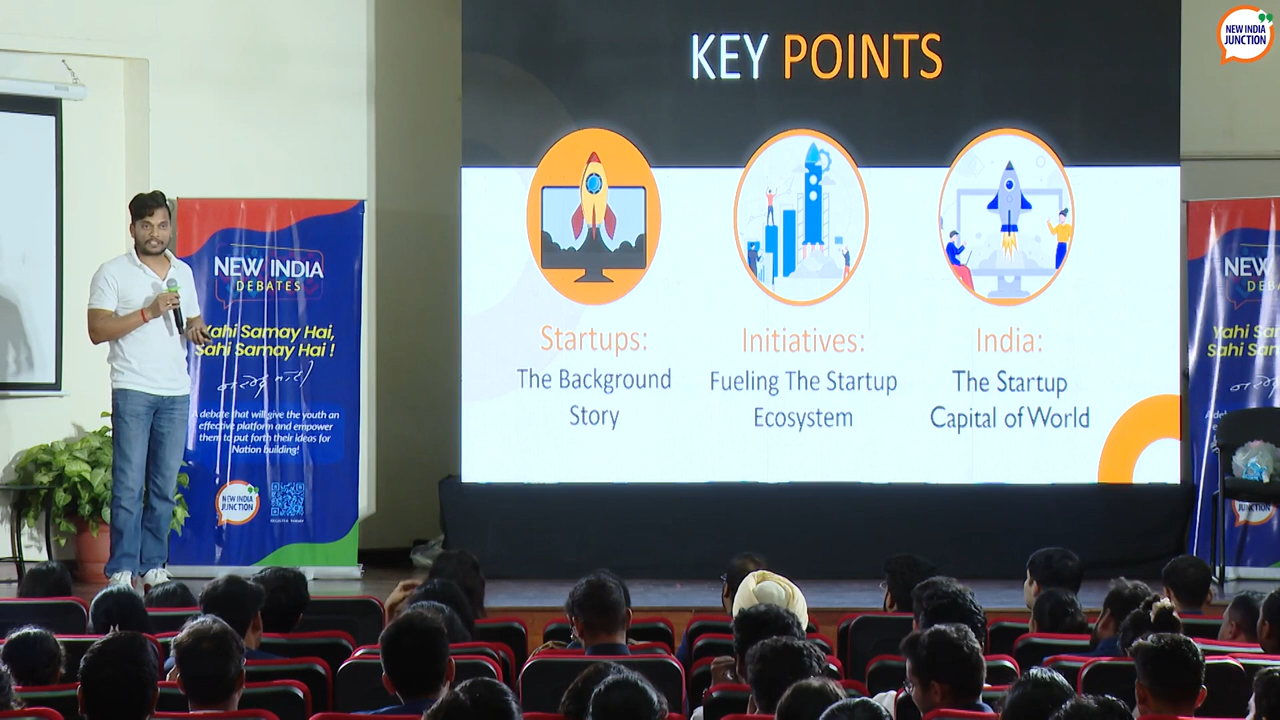 NEW INDIA
JUNCTION
KEY POINTS
Startups:
The Background
Story
Initiatives:
Fueling The Startup
Ecosystem
India:
The Startup
Capital of World
NEW INDIA
DEBATES
Yahi Samay Hai,
Sahi Samay Hai !
A debate that will give the youth an
effective platform and empower
them to put forth their ideas for
Nation building!
NEW INDIA
JUNCTION
REGISTER TODAY
NEW
DEBA
Yahi Sam
Sahi Sam
JUNCTION